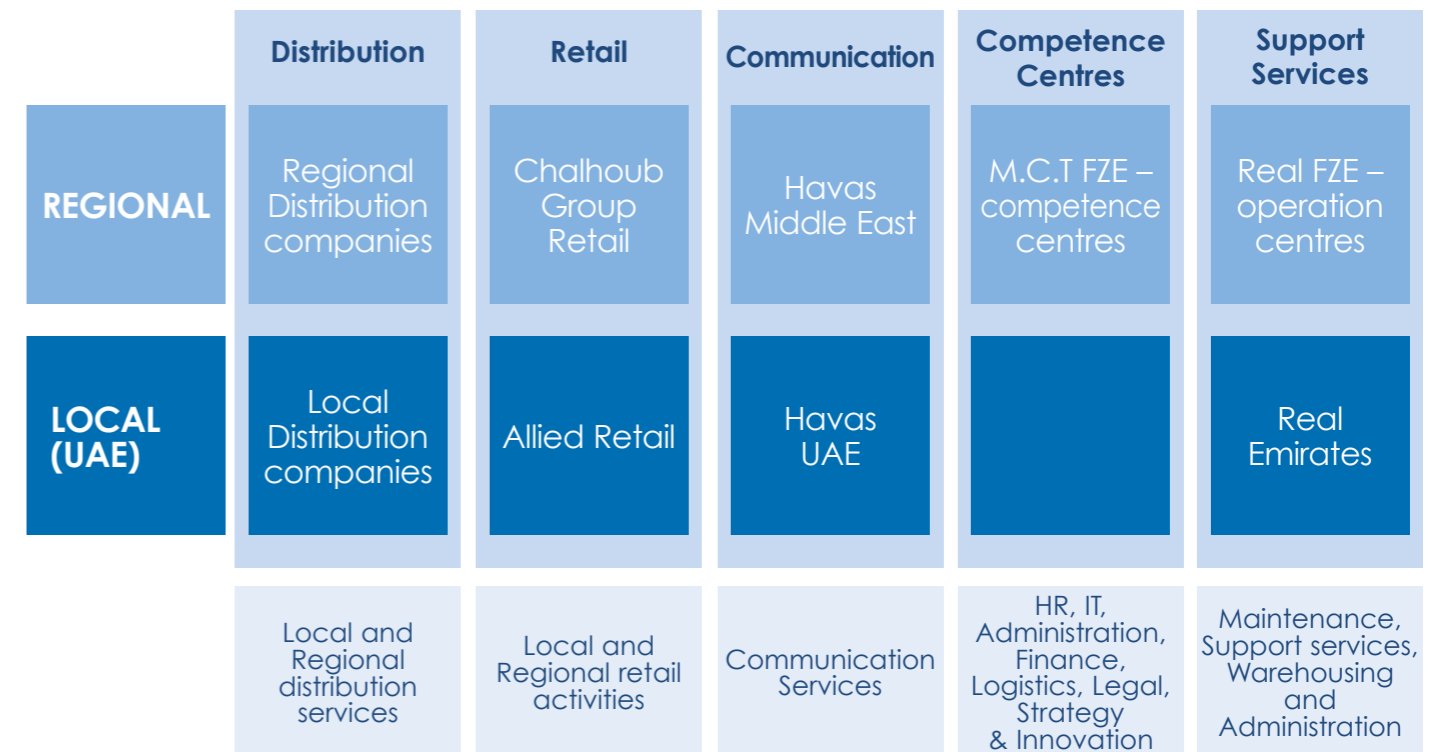 Distribution
Retail
Communication
Competence
Centres
Support
Services
REGIONAL
Regional
Distribution
companies
Chalhoub
Group
Retail
Havas
Middle East
M.C.T FZE –
competence
centres
Real FZE –
operation
centres
LOCAL
(UAE)
Local
Distribution
companies
Allied Retail
Havas
UAE
Real
Emirates
Local and
Regional
distribution
services
Local and
Regional retail
activities
Communication
Services
HR, IT,
Administration,
Finance,
Logistics, Legal,
Strategy
& Innovation
Maintenance,
Support services,
Warehousing
and
Administration